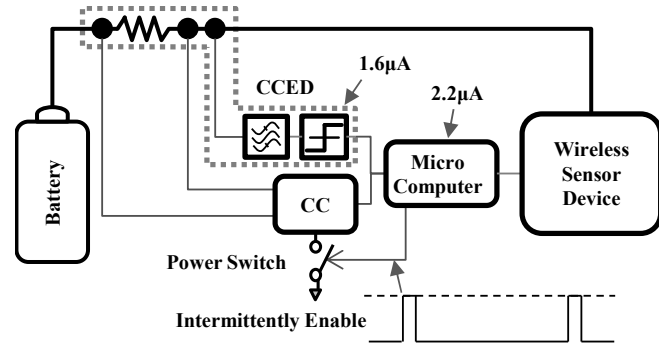 CCED
1.6μA
2.2μA
Battery
Micro
Computer
Wireless
Sensor
Device
CC
Power Switch
Intermittently Enable